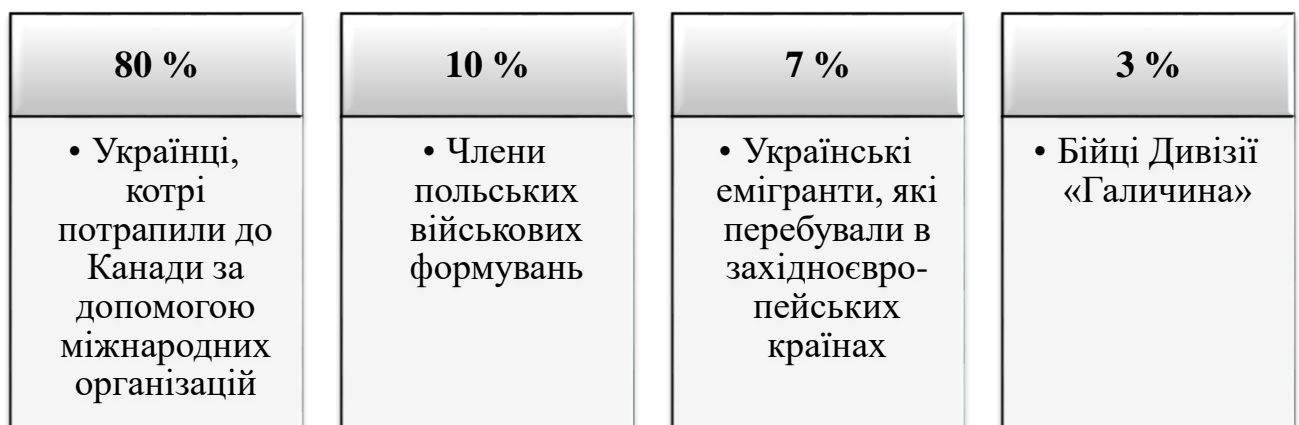 80 %
• Українці,
котрі
потрапили до
Канади за
допомогою
міжнародних
організацій
10 %
• Члени
польських
військових
формувань
7 %
• Українські
емігранти, які
перебували в
західноєвро-
пейських
країнах
3 %
• Бійці Дивізії
«Галичина»